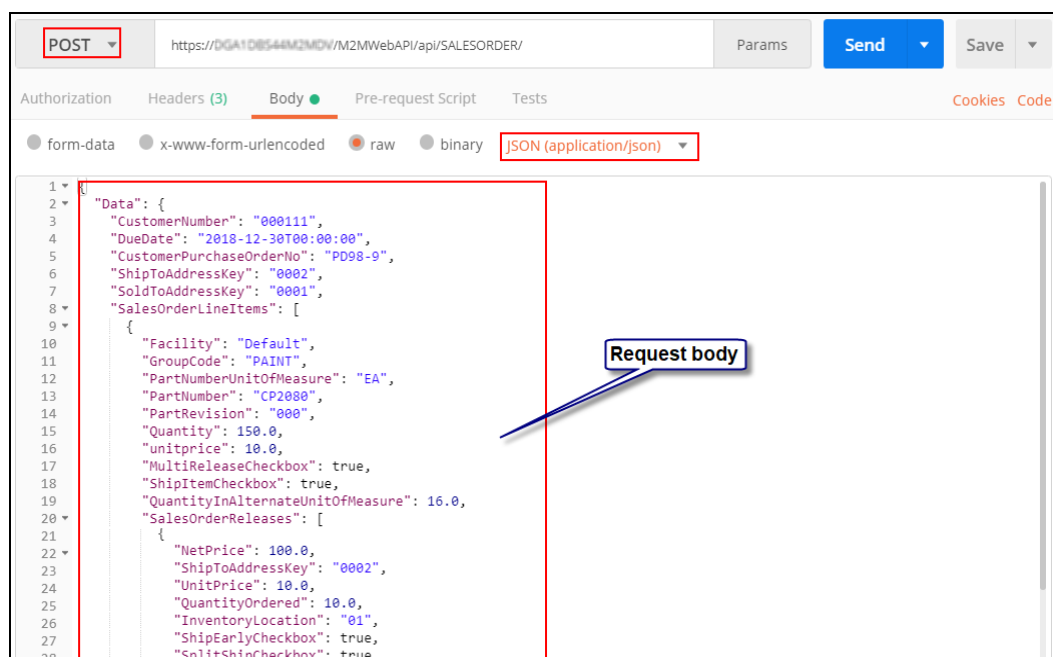 POST https:// /M2MWebAPI/api/SALESORDER/ Params Send Save
Authorization Headers (3) Body Pre-request Script Tests Cookies Code
form-data x-www-form-urlencoded raw binary JSON (application/json)
1 {
2 "Data": {
3 "CustomerNumber": "000111",
4 "DueDate": "2018-12-30T00:00:00",
5 "CustomerPurchaseOrderNo": "PD98-9",
6 "ShipToAddressKey": "0002",
7 "SoldToAddressKey": "0001",
8 "SalesOrderLineItems": [
9 {
10 "Facility": "Default",
11 "GroupCode": "PAINT",
12 "PartNumberUnitOfMeasure": "EA",
13 "PartNumber": "CP2080",
14 "PartRevision": "000",
15 "Quantity": 150.0,
16 "unitprice": 10.0,
17 "MultiReleaseCheckbox": true,
18 "ShipItemCheckbox": true,
19 "QuantityInAlternateUnitOfMeasure": 16.0,
20 "SalesOrderReleases": [
21 {
22 "NetPrice": 100.0,
23 "ShipToAddressKey": "0002",
24 "UnitPrice": 10.0,
25 "QuantityOrdered": 10.0,
26 "InventoryLocation": "01",
27 "ShipEarlyCheckbox": true,
28 "SplitShipCheckbox": true
Request body